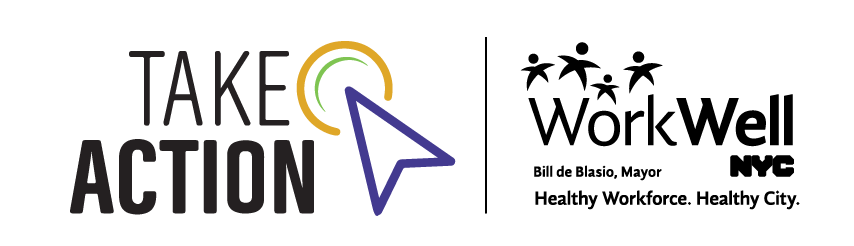 TAKE
ACTION
WorkWell
NYC
Bill de Blasio, Mayor
Healthy Workforce. Healthy City.